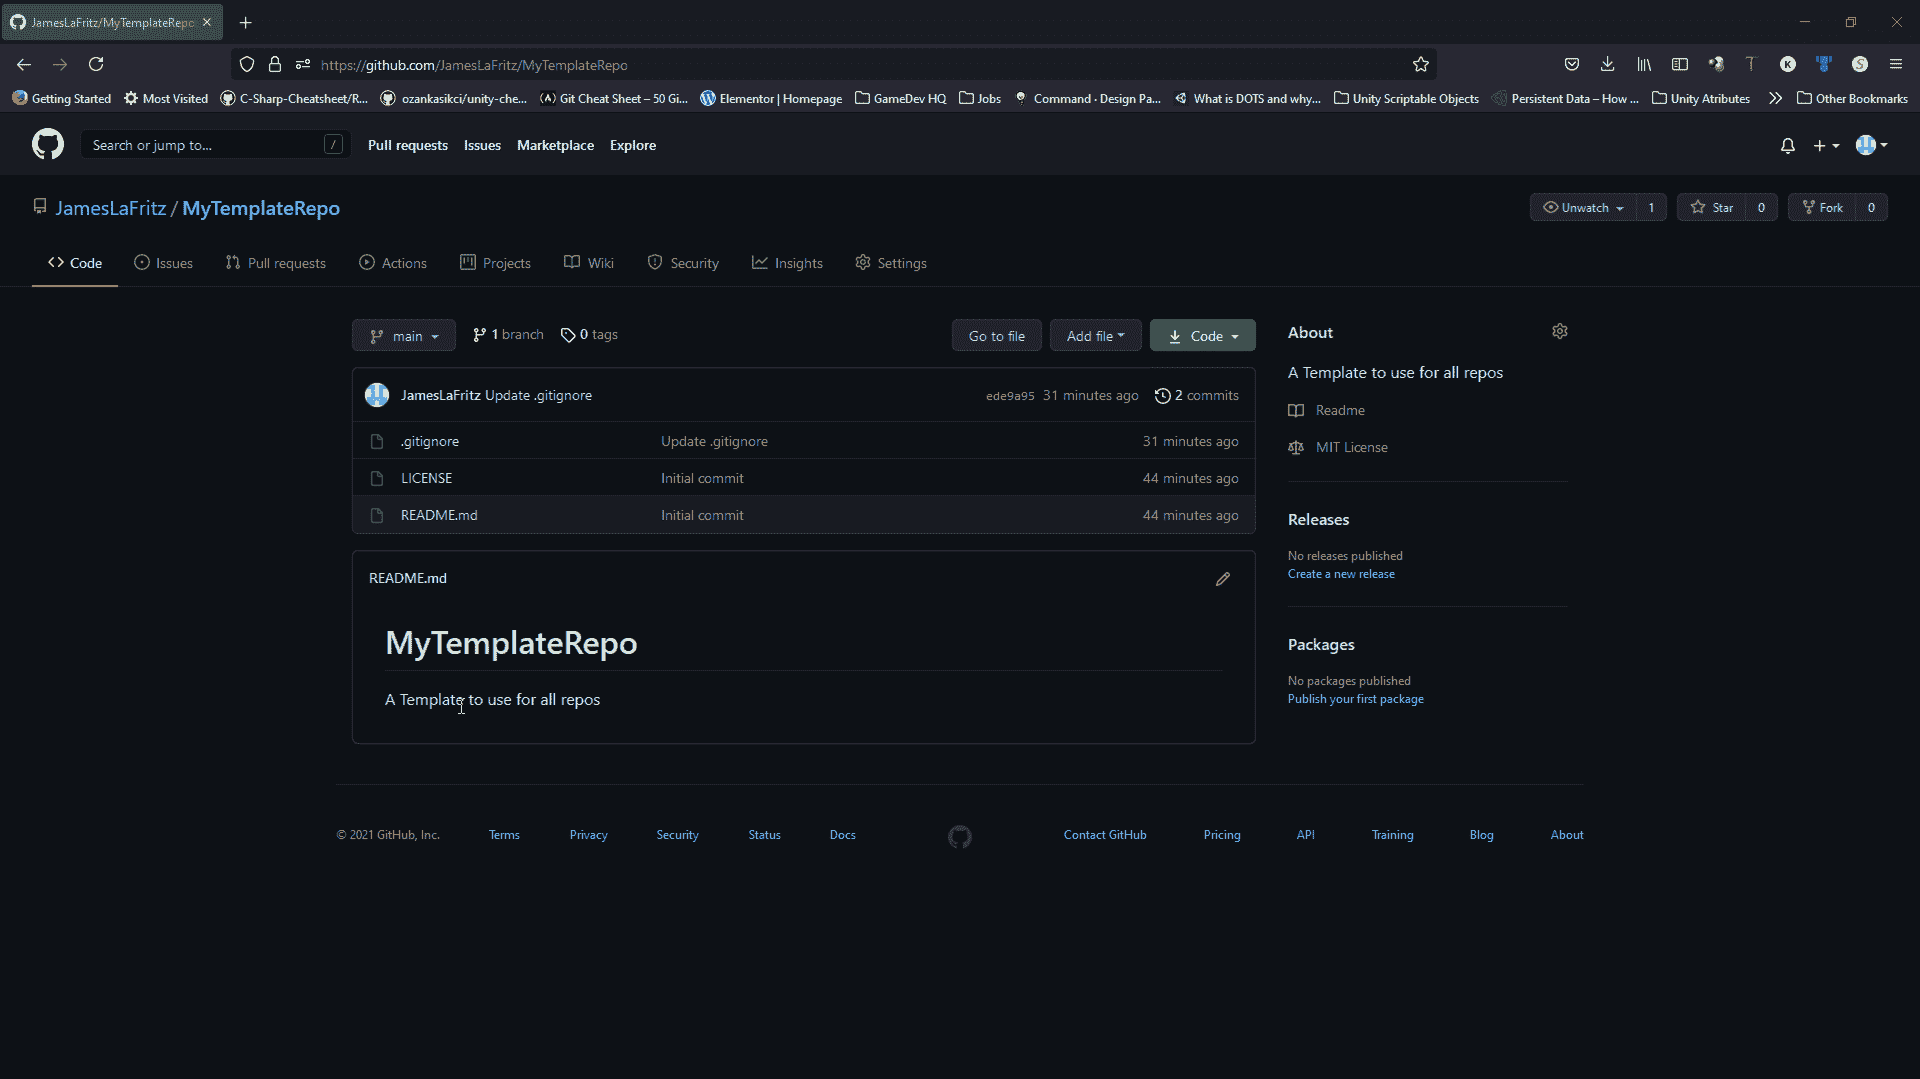 JamesLaFritz/MyTemplateRepo
https://github.com/JamesLaFritz/MyTemplateRepo
Getting Started Most Visited C-Sharp-Cheatsheet/R... ozankasikci/unity-che... Git Cheat Sheet – 50 Gi... Elementor | Homepage GameDev HQ Jobs Command · Design Pa... What is DOTS and why... Unity Scriptable Objects Persistent Data – How ... Unity Atributes Other Bookmarks
Search or jump to... / Pull requests Issues Marketplace Explore
JamesLaFritz / MyTemplateRepo Unwatch 1 Star 0 Fork 0
Code Issues Pull requests Actions Projects Wiki Security Insights Settings
main 1 branch 0 tags Go to file Add file Code
JamesLaFritz Update .gitignore ede9a95 31 minutes ago 2 commits
.gitignore Update .gitignore 31 minutes ago
LICENSE Initial commit 44 minutes ago
README.md Initial commit 44 minutes ago
README.md
MyTemplateRepo
A Template to use for all repos
About
A Template to use for all repos
Readme
MIT License
Releases
No releases published
Create a new release
Packages
No packages published
Publish your first package
© 2021 GitHub, Inc. Terms Privacy Security Status Docs Contact GitHub Pricing API Training Blog About